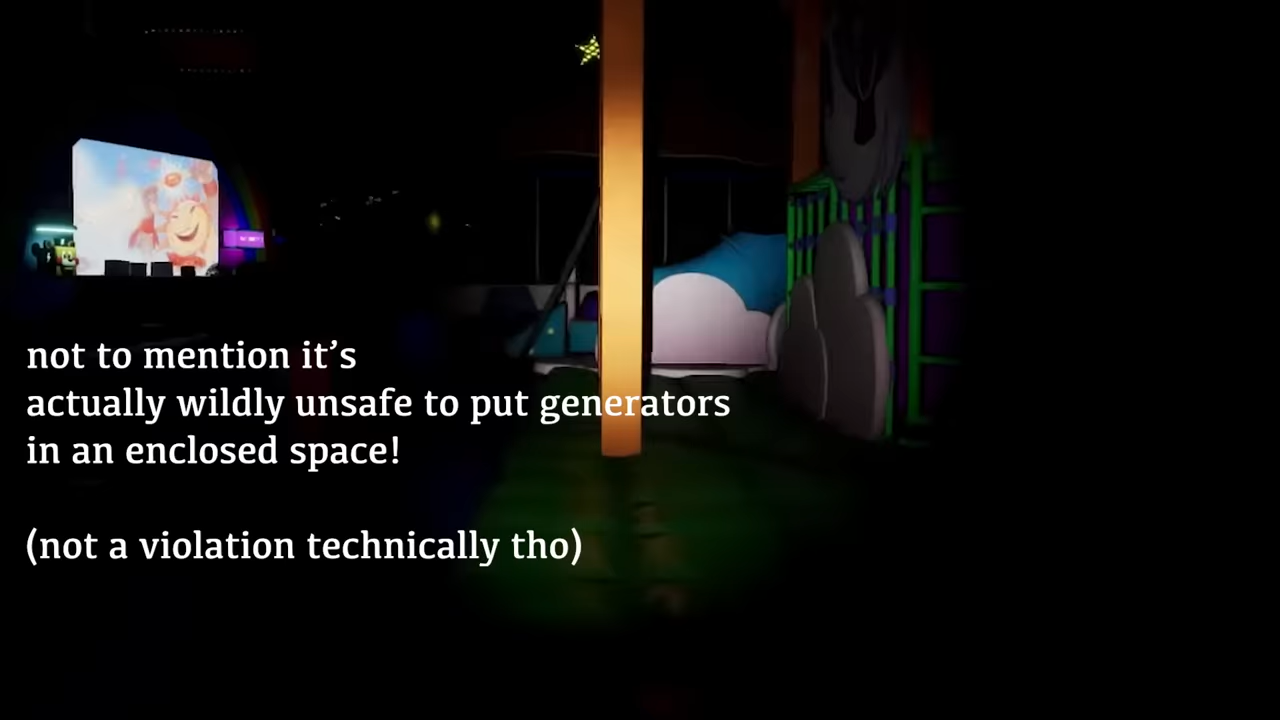 not to mention it’s
actually wildly unsafe to put generators
in an enclosed space!
(not a violation technically tho)